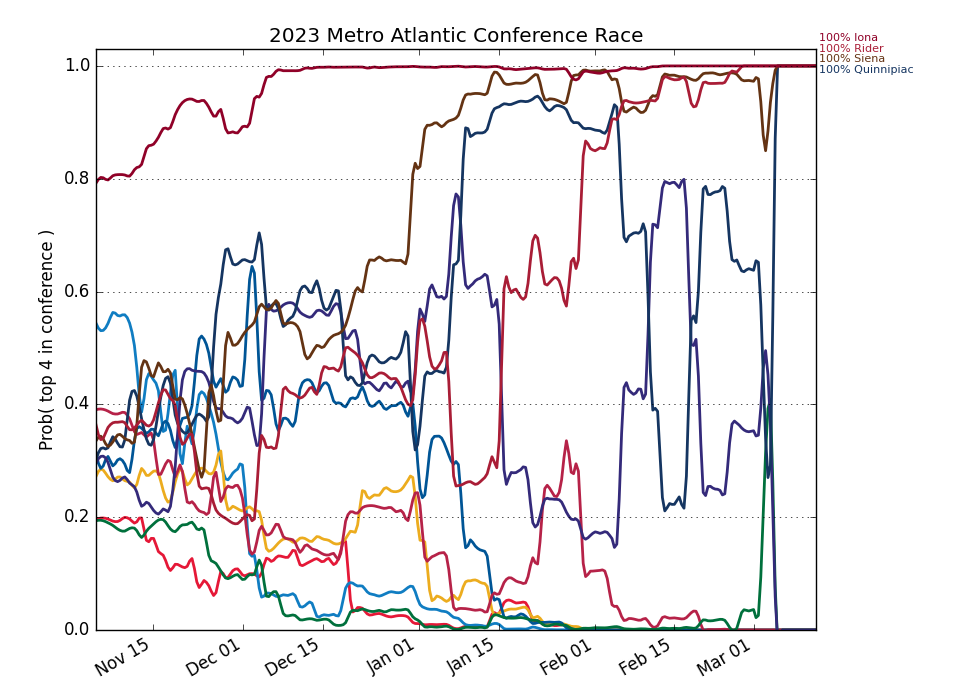 2023 Metro Atlantic Conference Race
100% Iona
100% Rider
100% Siena
100% Quinnipiac
Prob( top 4 in conference )
1.0
0.8
0.6
0.4
0.2
0.0
Nov 15
Dec 01
Dec 15
Jan 01
Jan 15
Feb 01
Feb 15
Mar 01